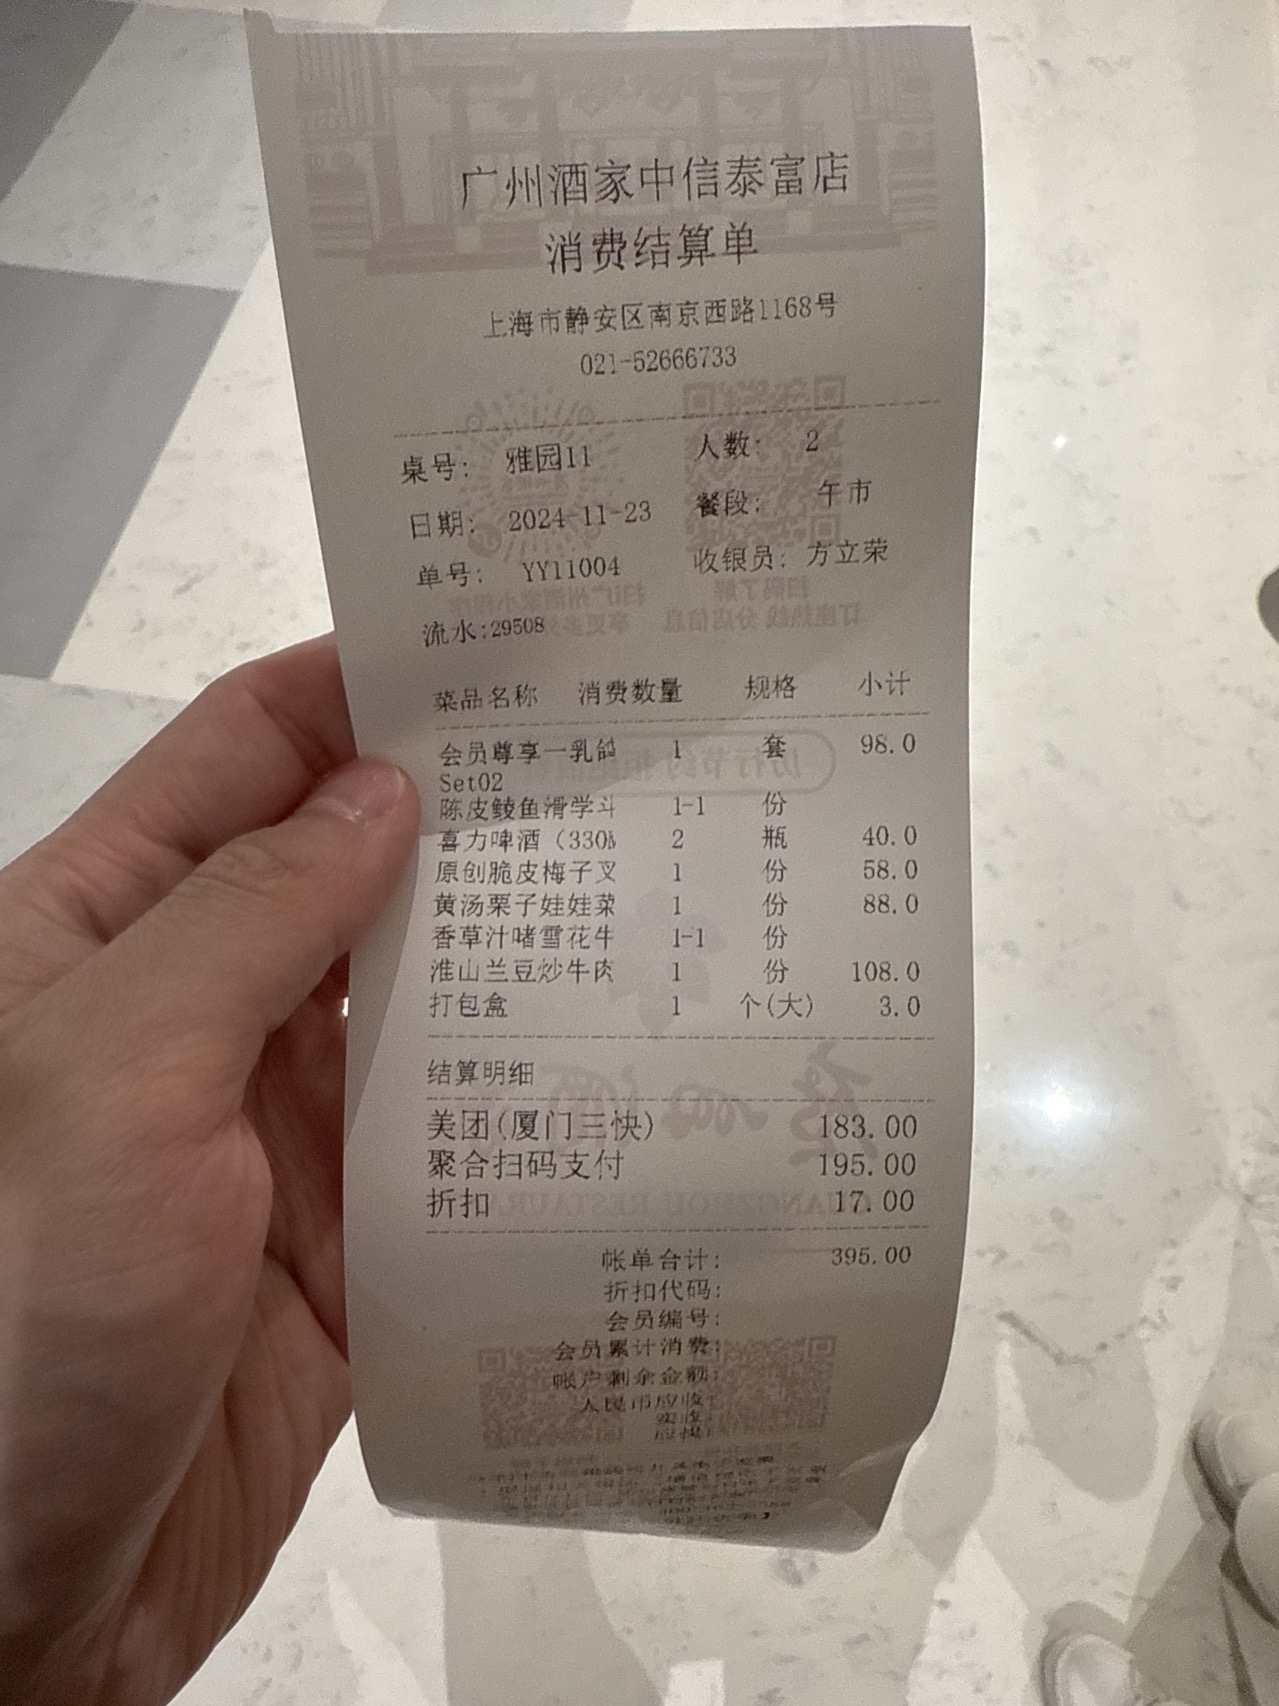 广州酒家中信泰富店
消费结算单
上海市静安区南京西路1168号
021-52666733
桌号: 雅园11 人数: 2
日期: 2024-11-23 餐段: 午市
单号: YY11004 收银员: 方立荣
流水:29508
菜品名称 消费数量 规格 小计
会员尊享一乳鸽 1 套 98.0
Set02
陈皮鲮鱼滑学斗 1-1 份
喜力啤酒（330M 2 瓶 40.0
原创脆皮梅子叉 1 份 58.0
黄汤栗子娃娃菜 1 份 88.0
香草汁啫雪花牛 1-1 份
淮山兰豆炒牛肉 1 份 108.0
打包盒 1 个(大) 3.0
结算明细
美团(厦门三快) 183.00
聚合扫码支付 195.00
折扣 17.00
帐单合计: 395.00
折扣代码:
会员编号:
会员累计消费:
帐户剩余金额:
人民币应收:
实收:
应找: